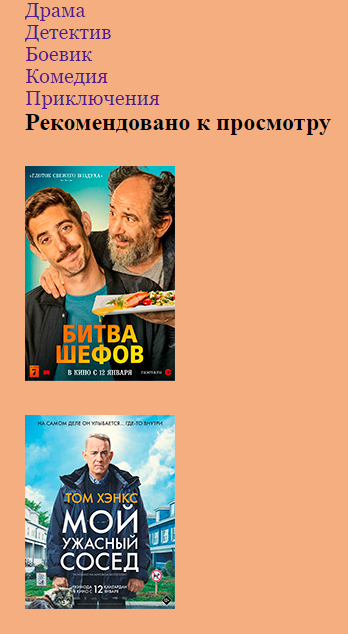 Драма
Детектив
Боевик
Комедия
Приключения
Рекомендовано к просмотру
«ГЛОТОК СВЕЖЕГО ВОЗДУХА»
БИТВА
ШЕФОВ
В КИНО С 12 ЯНВАРЯ
НА САМОМ ДЕЛЕ ОН УЛЫБАЕТСЯ... ГДЕ-ТО ВНУТРИ
ТОМ ХЭНКС
МОЙ
УЖАСНЫЙ
СОСЕД
В КИНО С 12 ЯНВАРЯ